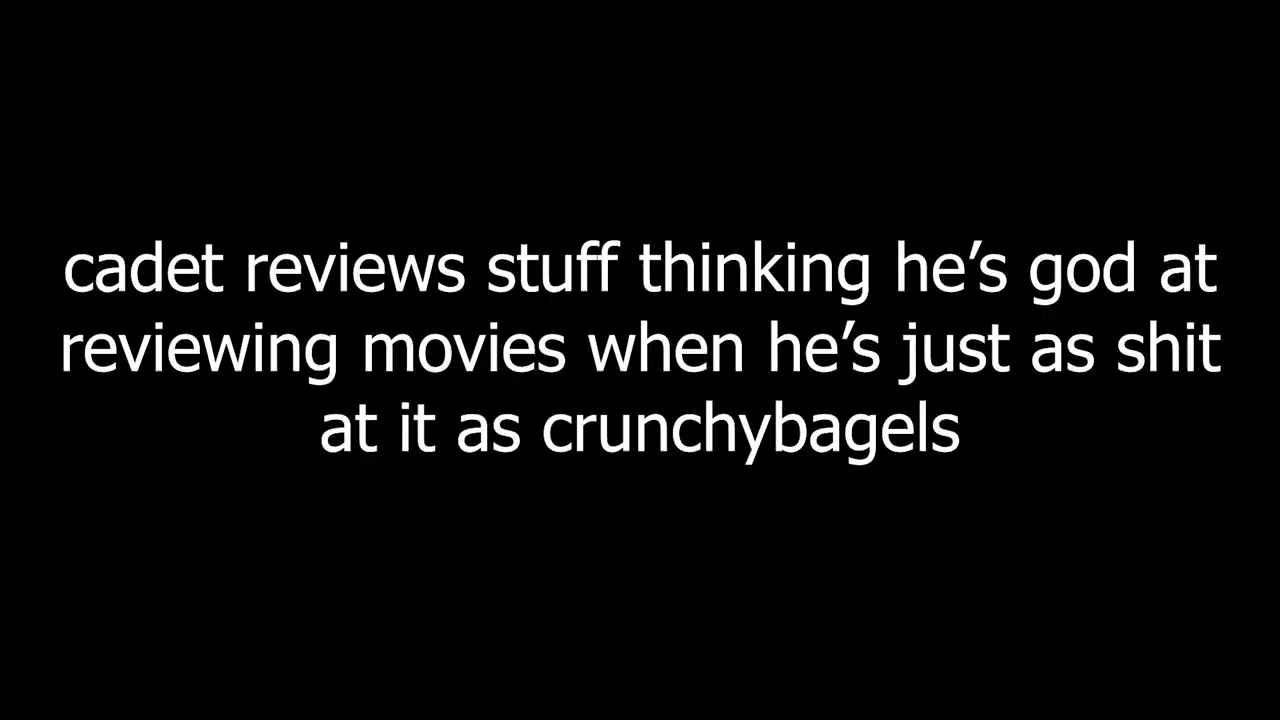 cadet reviews stuff thinking he’s god at
reviewing movies when he’s just as shit
at it as crunchybagels